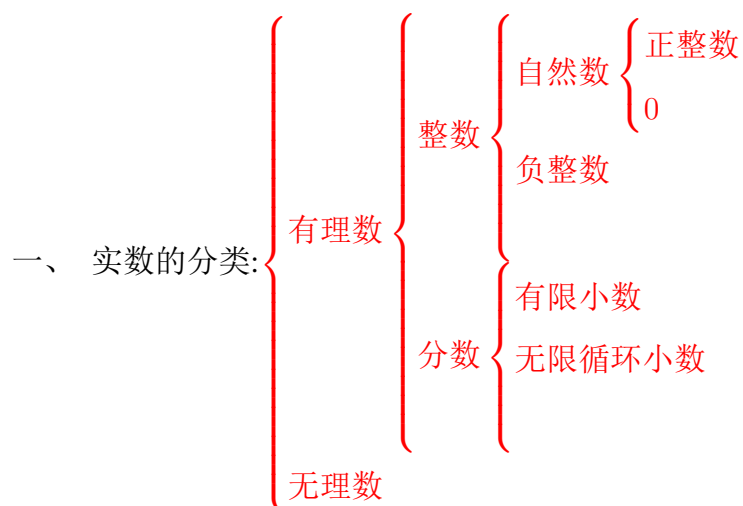 一、 实数的分类:
有理数
整数
自然数
正整数
0
负整数
分数
有限小数
无限循环小数
无理数